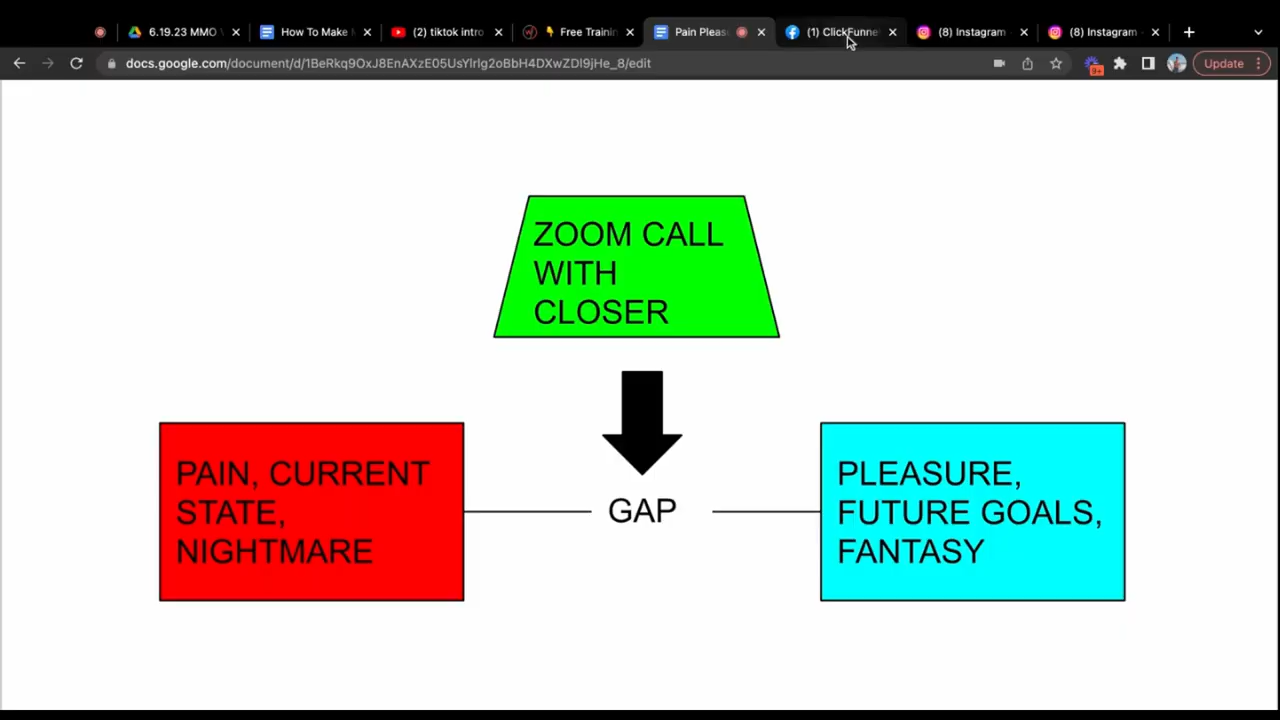 6.19.23 MMO
How To Make
(2) tiktok intro
👇 Free Trainin
Pain Pleas
(1) ClickFunne
(8) Instagram
(8) Instagram
docs.google.com/document/d/1BeRkq9OxJ8EnAXzE05UsYlrlg2oBbH4DXwZDl9jHe_8/edit
9+
Update
ZOOM CALL
WITH
CLOSER
PAIN, CURRENT
STATE,
NIGHTMARE
GAP
PLEASURE,
FUTURE GOALS,
FANTASY